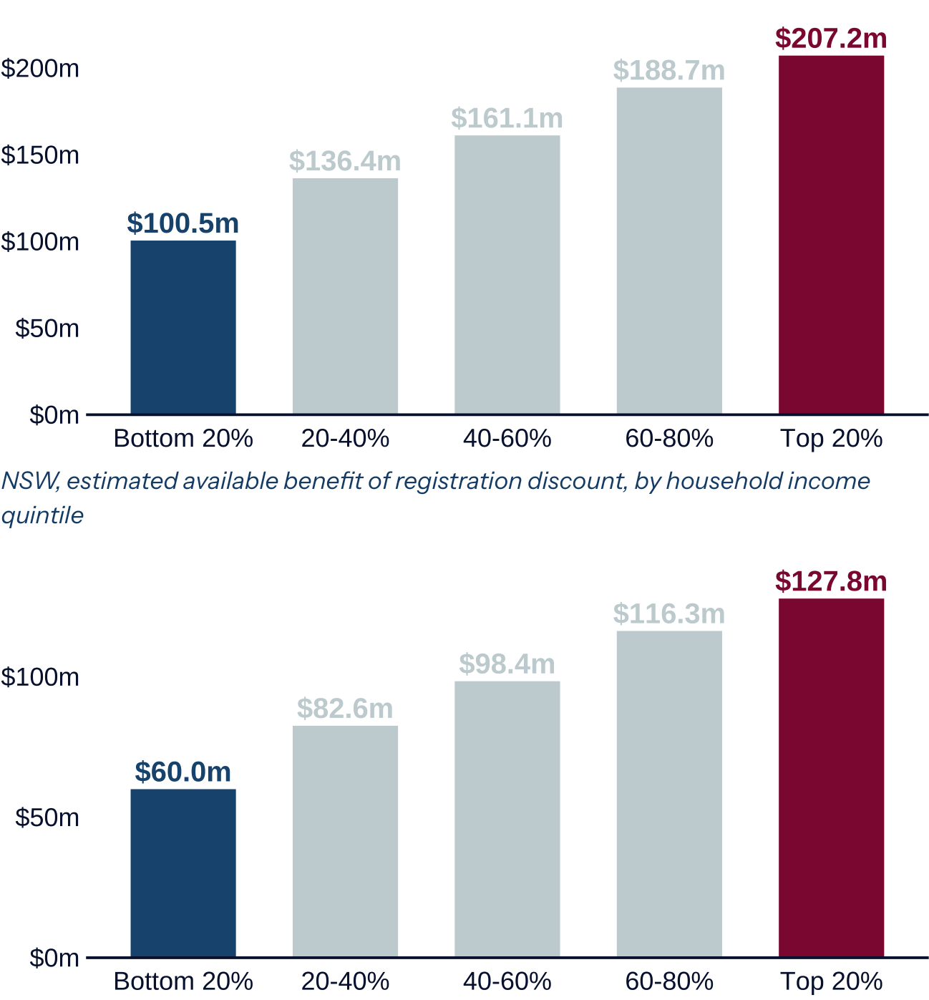 $207.2m
$200m
$188.7m
$161.1m
$150m
$136.4m
$100.5m
$100m
$50m
$0m
Bottom 20% 20-40% 40-60% 60-80% Top 20%
NSW, estimated available benefit of registration discount, by household income
quintile
$127.8m
$116.3m
$100m
$98.4m
$82.6m
$60.0m
$50m
$0m
Bottom 20% 20-40% 40-60% 60-80% Top 20%